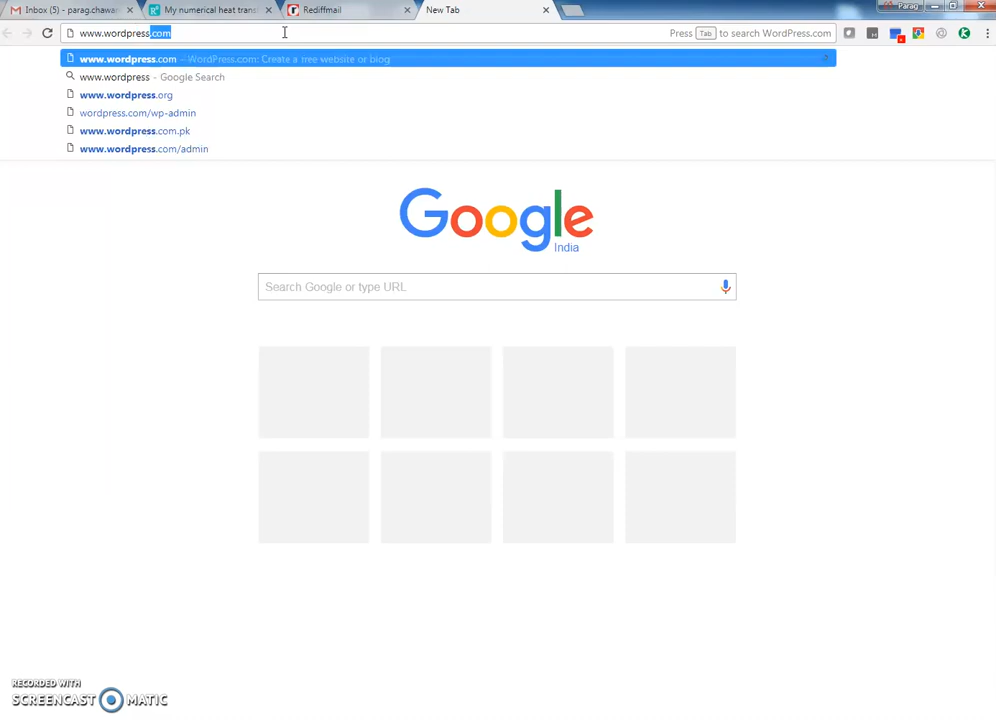 Inbox (5) - parag.chawar
My numerical heat trans
Rediffmail
New Tab
Parag
www.wordpress.com
Press Tab to search WordPress.com
www.wordpress.com - WordPress.com: Create a free website or blog
www.wordpress - Google Search
www.wordpress.org
wordpress.com/wp-admin
www.wordpress.com.pk
www.wordpress.com/admin
Google
India
Search Google or type URL
RECORDED WITH
SCREENCAST MATIC